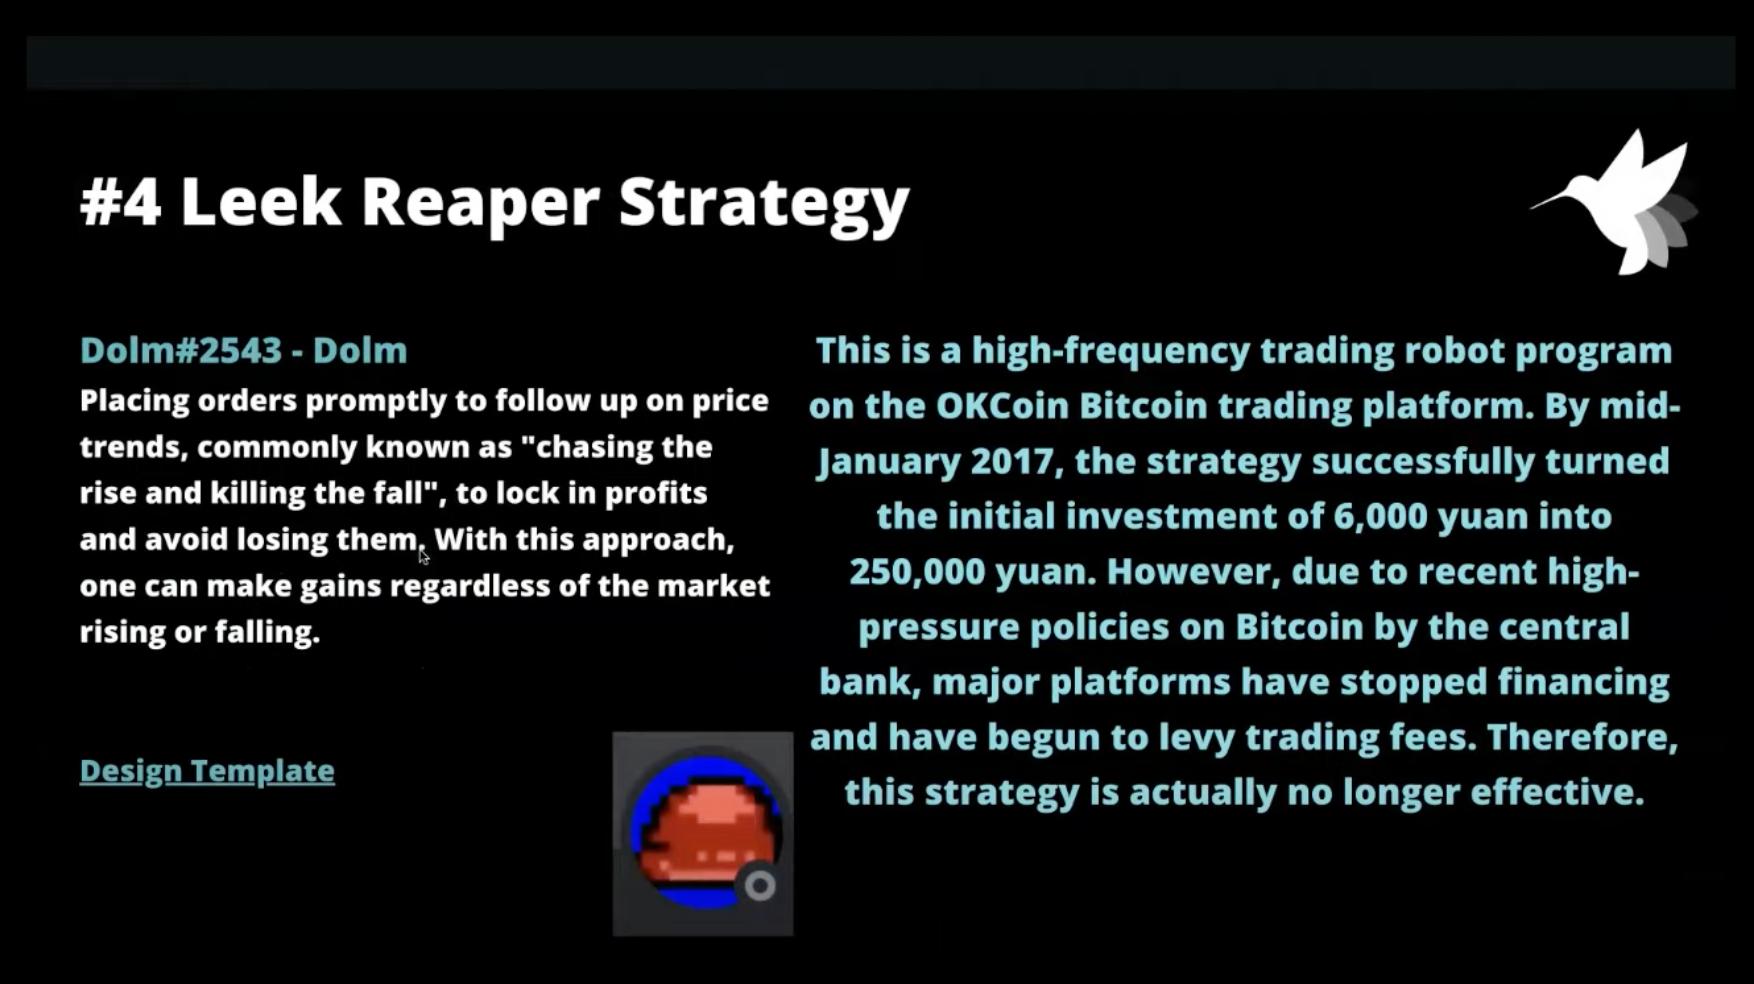 #4 Leek Reaper Strategy
Dolm#2543 - Dolm
Placing orders promptly to follow up on price
trends, commonly known as "chasing the
rise and killing the fall", to lock in profits
and avoid losing them. With this approach,
one can make gains regardless of the market
rising or falling.
Design Template
This is a high-frequency trading robot program
on the OKCoin Bitcoin trading platform. By mid-
January 2017, the strategy successfully turned
the initial investment of 6,000 yuan into
250,000 yuan. However, due to recent high-
pressure policies on Bitcoin by the central
bank, major platforms have stopped financing
and have begun to levy trading fees. Therefore,
this strategy is actually no longer effective.